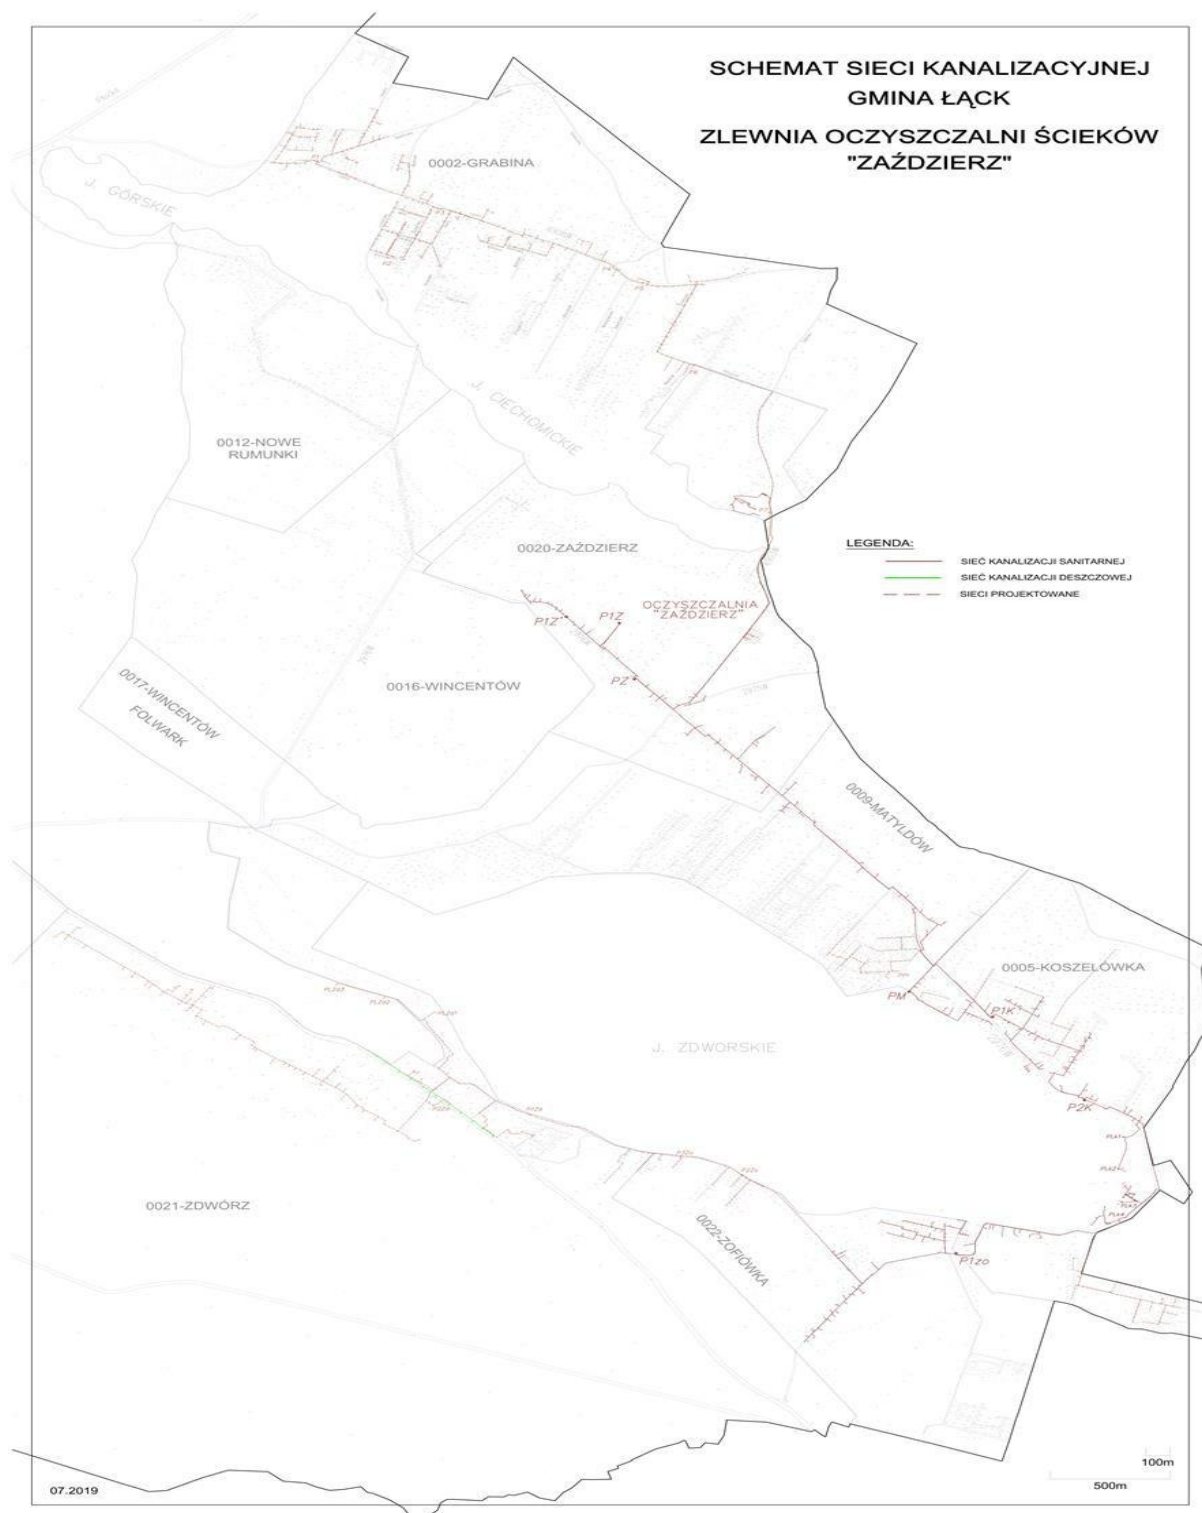 SCHEMAT SIECI KANALIZACYJNEJ
GMINA ŁĄCK
ZLEWNIA OCZYSZCZALNI ŚCIEKÓW
"ZAŹDZIERZ"
0002-GRABINA
J. GÓRSKIE
J. CIECHOMICKIE
0012-NOWE
RUMUNKI
0020-ZAŹDZIERZ
LEGENDA:
SIEĆ KANALIZACJI SANITARNEJ
SIEĆ KANALIZACJI DESZCZOWEJ
SIECI PROJEKTOWANE
OCZYSZCZALNIA
"ZAŹDZIERZ"
P1Z'
P1Z
PZ
0016-WINCENTÓW
0017-WINCENTÓW
FOLWARK
0009-MATYLDÓW
0005-KOSZELÓWKA
PM
P1K
J. ZDWORSKIE
P2K
0021-ZDWÓRZ
0022-ZOFIÓWKA
P1zo
100m
500m
07.2019